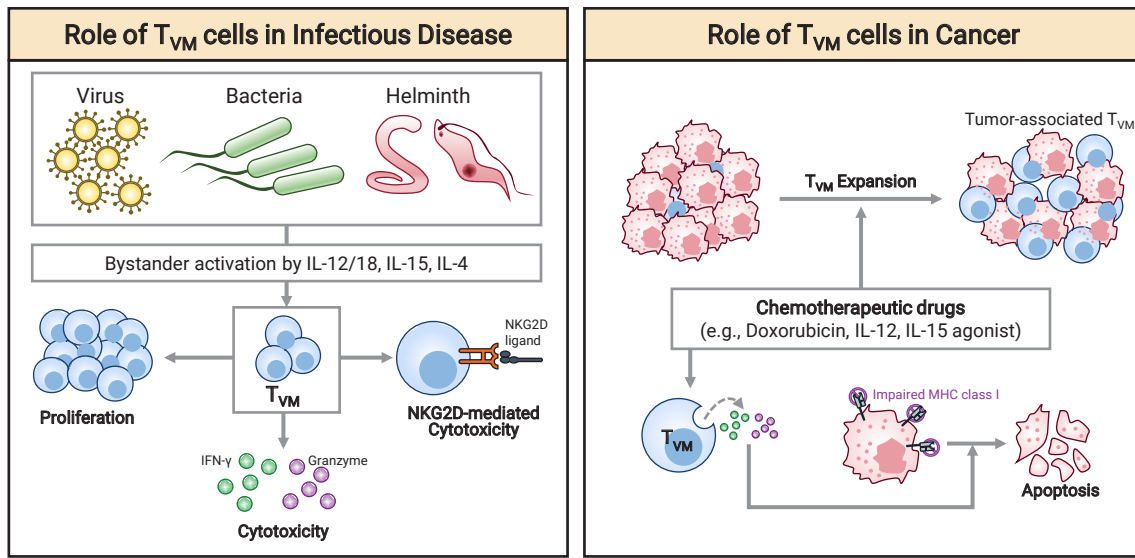 Role of TVM cells in Infectious Disease
Virus
Bacteria
Helminth
Bystander activation by IL-12/18, IL-15, IL-4
Proliferation
TVM
NKG2D
ligand
NKG2D-mediated
Cytotoxicity
IFN-γ
Granzyme
Cytotoxicity
Role of TVM cells in Cancer
Tumor-associated TVM
TVM Expansion
Chemotherapeutic drugs
(e.g., Doxorubicin, IL-12, IL-15 agonist)
TVM
Impaired MHC class I
Apoptosis